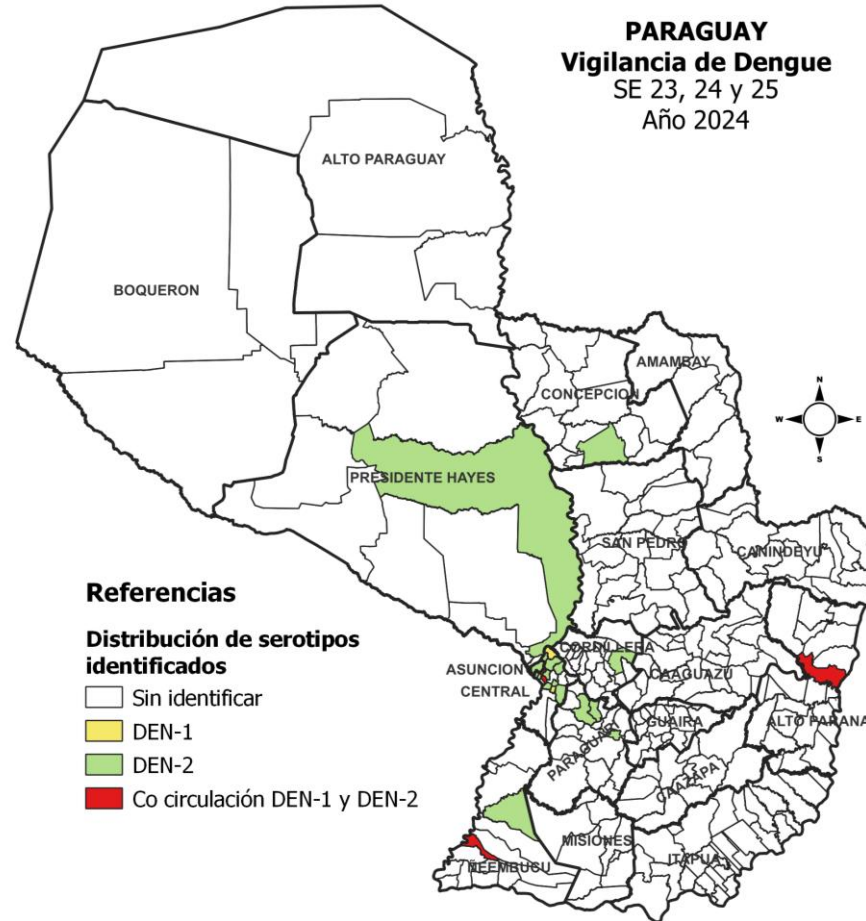 PARAGUAY
Vigilancia de Dengue
SE 23, 24 y 25
Año 2024
ALTO PARAGUAY
BOQUERON
AMAMBAY
CONCEPCION
N
W
E
S
PRESIDENTE HAYES
SAN PEDRO
CANINDEYU
Referencias
Distribución de serotipos
identificados
Sin identificar
DEN-1
DEN-2
Co circulación DEN-1 y DEN-2
CORDILLERA
ASUNCION
CENTRAL
CAAGUAZÚ
GUAIRA
ALTO PARANA
PARAGUARI
CAAZAPA
MISIONES
ITAPUA
ÑEEMBUCU